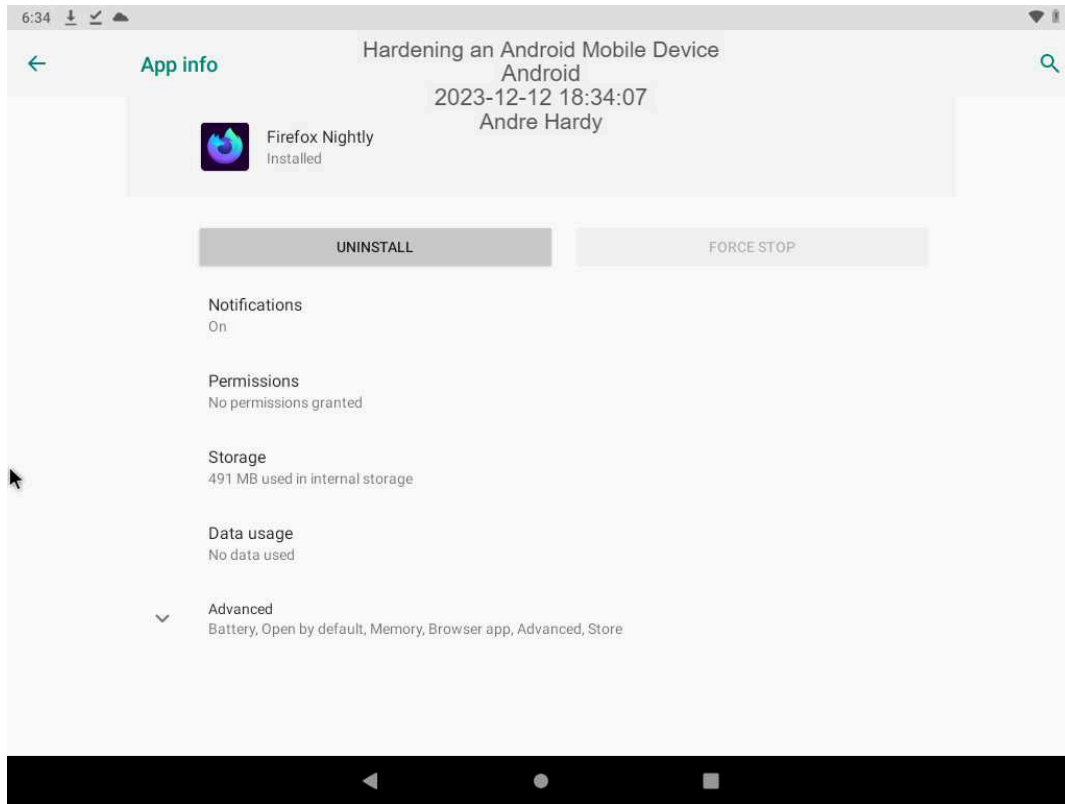 6:34
App info
Hardening an Android Mobile Device
Android
2023-12-12 18:34:07
Andre Hardy
Firefox Nightly
Installed
UNINSTALL
FORCE STOP
Notifications
On
Permissions
No permissions granted
Storage
491 MB used in internal storage
Data usage
No data used
Advanced
Battery, Open by default, Memory, Browser app, Advanced, Store